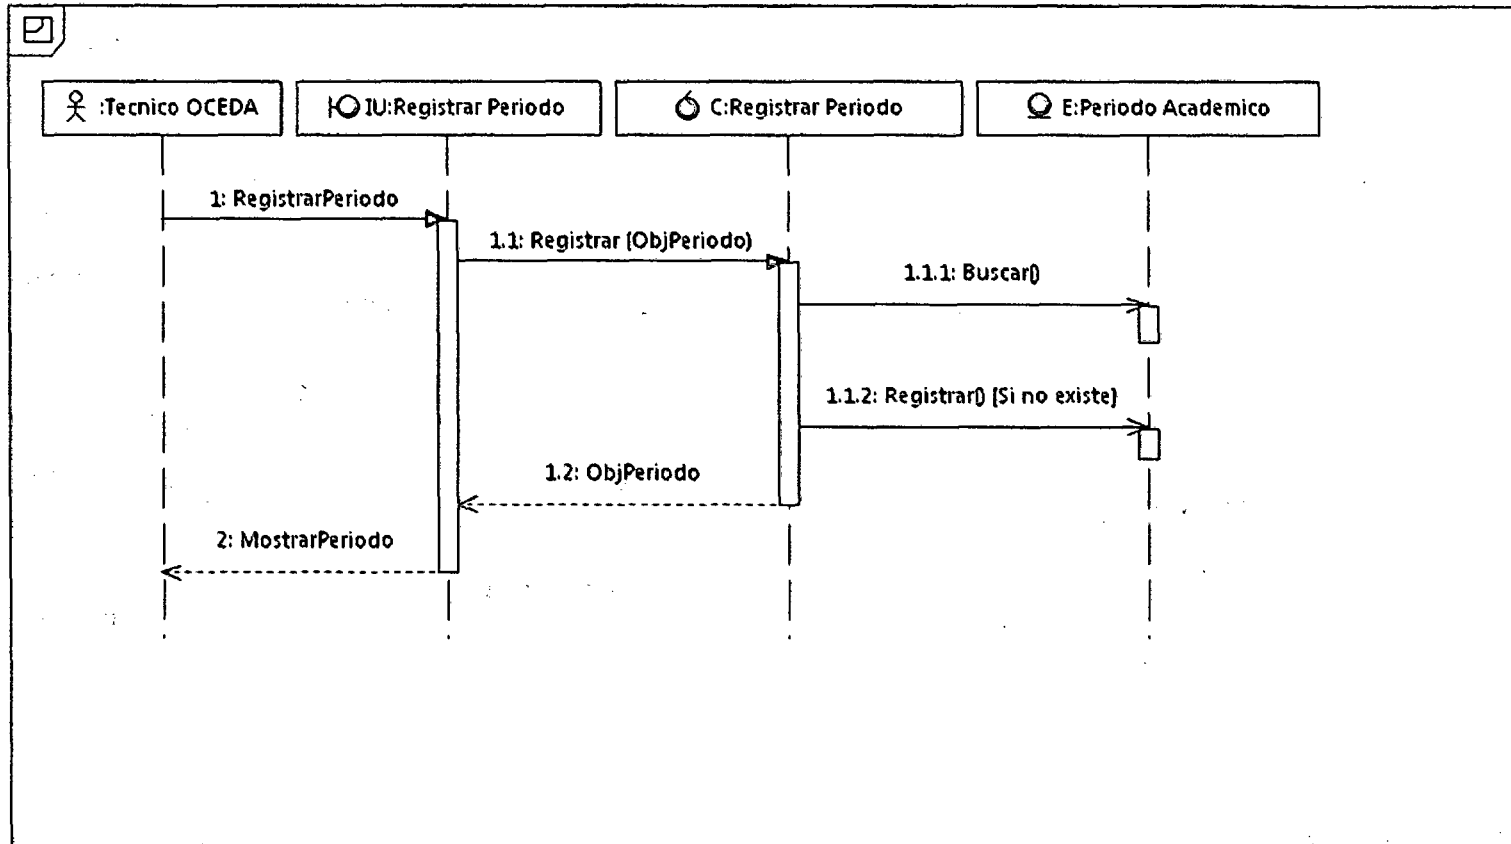 :Tecnico OCEDA
IU:Registrar Periodo
C:Registrar Periodo
E:Periodo Academico
1: RegistrarPeriodo
1.1: Registrar (ObjPeriodo)
1.1.1: Buscar()
1.1.2: Registrar() (Si no existe)
1.2: ObjPeriodo
2: MostrarPeriodo